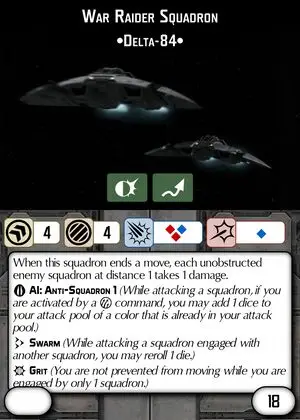 War Raider Squadron
•Delta-84•
4 4
When this squadron ends a move, each unobstructed
enemy squadron at distance 1 takes 1 damage.
AI: Anti-Squadron 1 (While attacking a squadron, if
you are activated by a command, you may add 1 dice to
your attack pool of a color that is already in your attack
pool.)
Swarm (While attacking a squadron engaged with
another squadron, you may reroll 1 die.)
Grit (You are not prevented from moving while you are
engaged by only 1 squadron.)
18